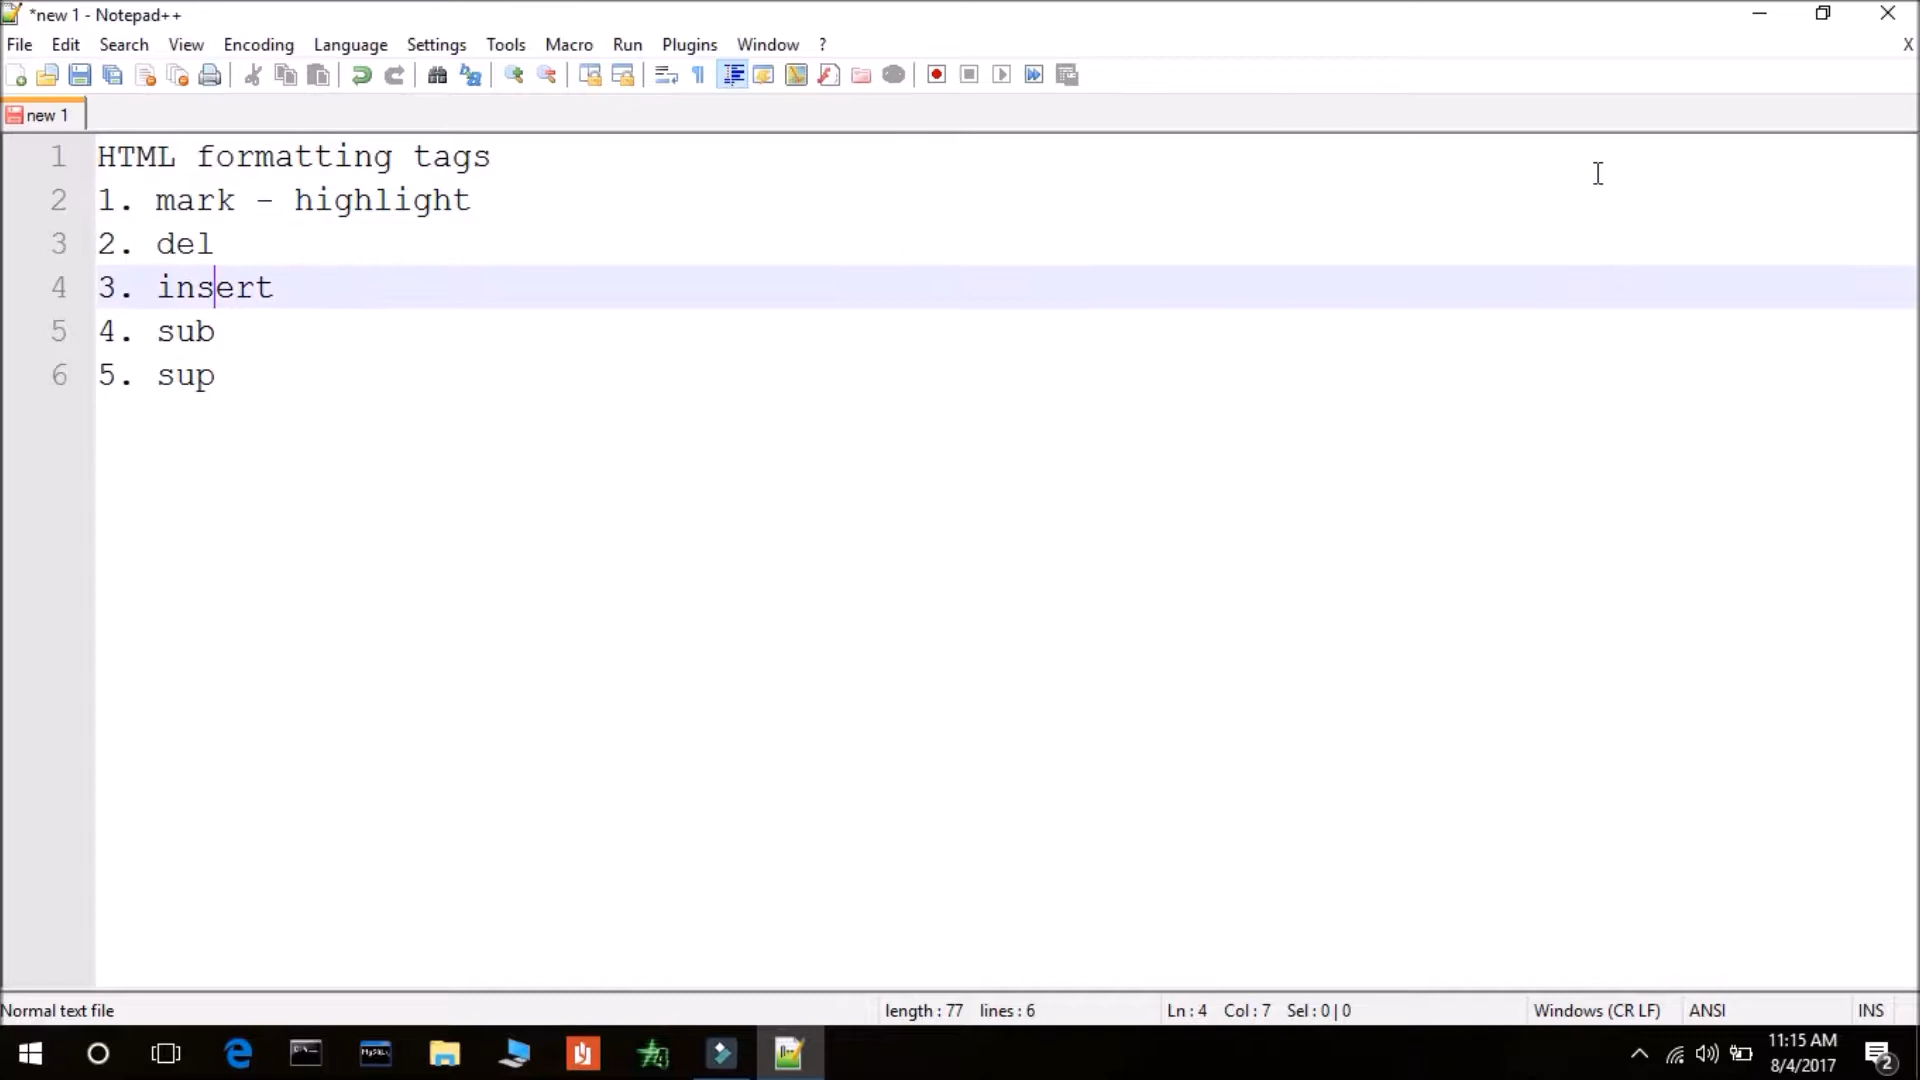 *new 1 - Notepad++
File Edit Search View Encoding Language Settings Tools Macro Run Plugins Window ? X
new 1
1 HTML formatting tags
2 1. mark - highlight
3 2. del
4 3. insert
5 4. sub
6 5. sup
Normal text file length : 77 lines : 6 Ln : 4 Col : 7 Sel : 0 | 0 Windows (CR LF) ANSI INS
11:15 AM
8/4/2017
2